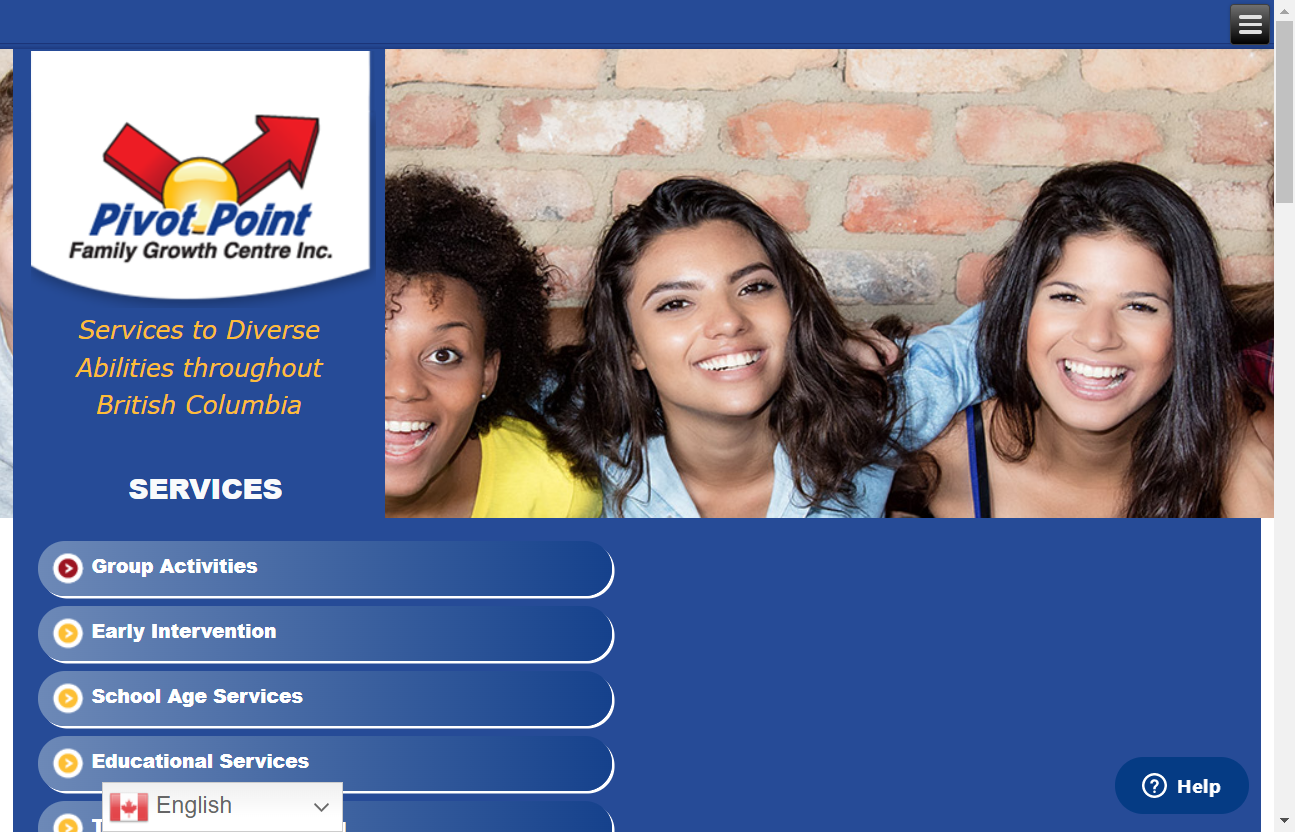 Pivot Point
Family Growth Centre Inc.
Services to Diverse
Abilities throughout
British Columbia
SERVICES
Group Activities
Early Intervention
School Age Services
Educational Services
English
Help